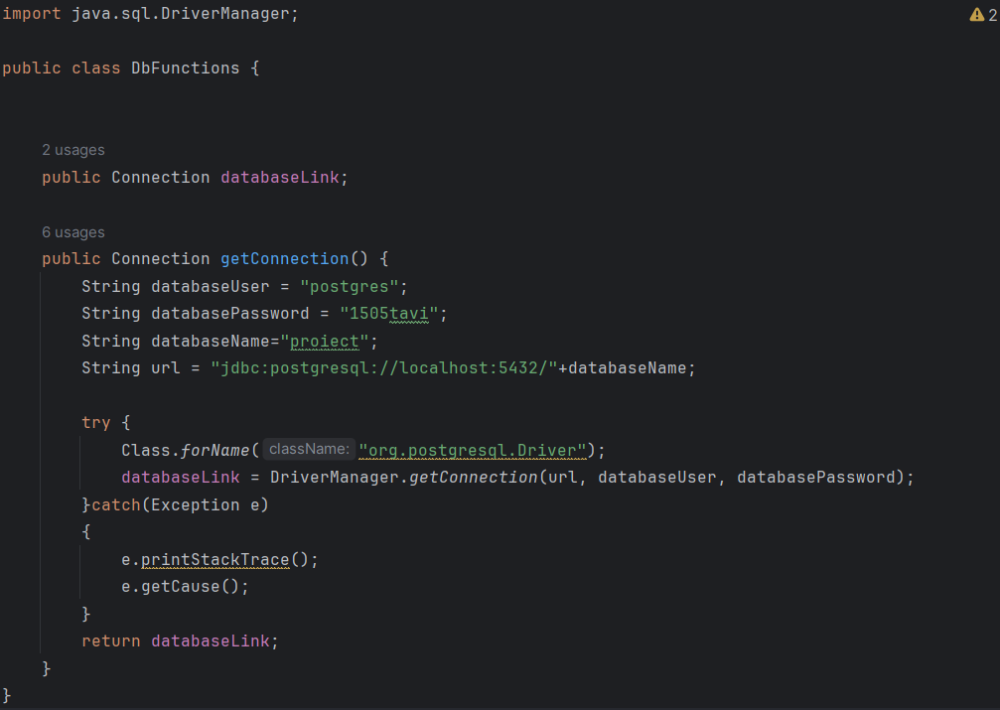 import java.sql.DriverManager;
2
public class DbFunctions {
2 usages
public Connection databaseLink;
6 usages
public Connection getConnection() {
String databaseUser = "postgres";
String databasePassword = "1505tavi";
String databaseName="proiect";
String url = "jdbc:postgresql://localhost:5432/"+databaseName;
try {
Class.forName( className: "org.postgresql.Driver");
databaseLink = DriverManager.getConnection(url, databaseUser, databasePassword);
}catch(Exception e)
{
e.printStackTrace();
e.getCause();
}
return databaseLink;
}
}